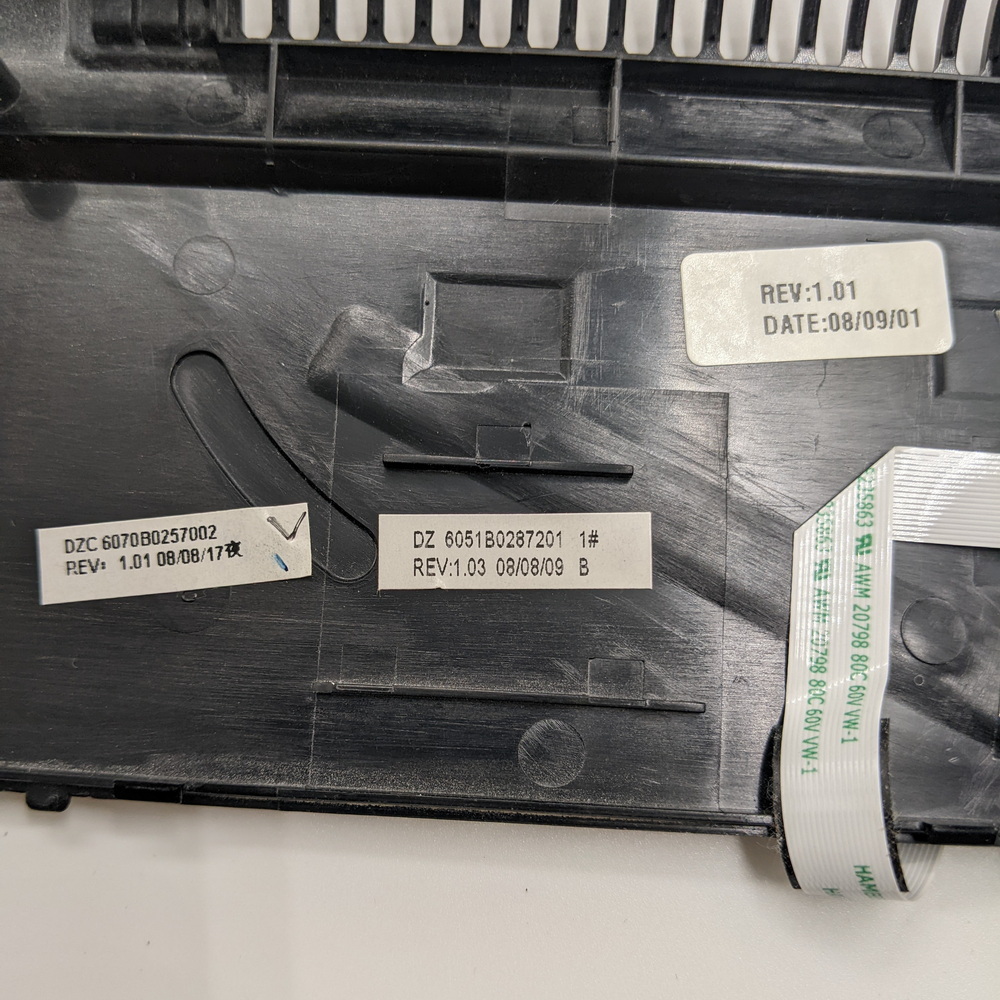 REV:1.01
DATE:08/09/01
DZC 6070B0257002
REV: 1.01 08/08/17夜
DZ 6051B0287201 1#
REV:1.03 08/08/09 B
AWM 20798 80C 60V VW-1
AWM 20798 80C 60V VW-1